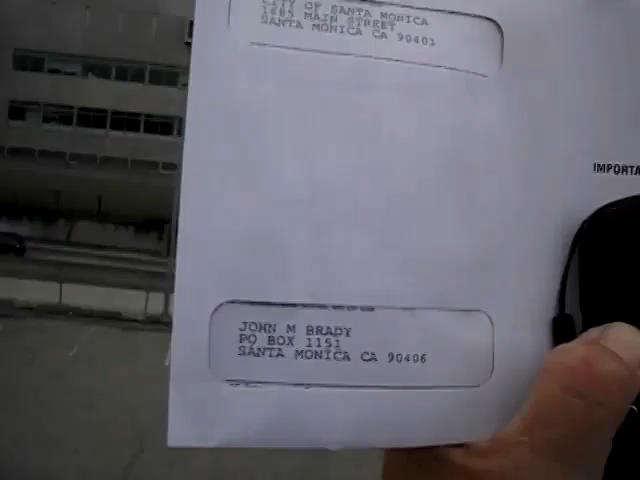 CITY OF SANTA MONICA
1685 MAIN STREET
SANTA MONICA CA 90401
IMPORTA
JOHN M BRADY
PO BOX 1151
SANTA MONICA CA 90406